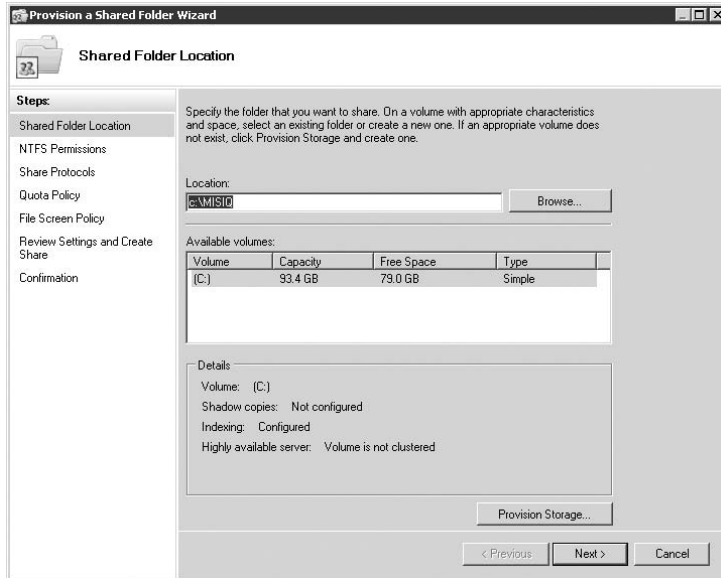 Provision a Shared Folder Wizard
Shared Folder Location
Steps:
Shared Folder Location
NTFS Permissions
Share Protocols
Quota Policy
File Screen Policy
Review Settings and Create
Share
Confirmation
Specify the folder that you want to share. On a volume with appropriate characteristics
and space, select an existing folder or create a new one. If an appropriate volume does
not exist, click Provision Storage and create one.
Location:
c:\MISIQ
Browse...
Available volumes:
Volume Capacity Free Space Type
(C:) 93.4 GB 79.0 GB Simple
Details
Volume: (C:)
Shadow copies: Not configured
Indexing: Configured
Highly available server: Volume is not clustered
Provision Storage...
< Previous Next > Cancel